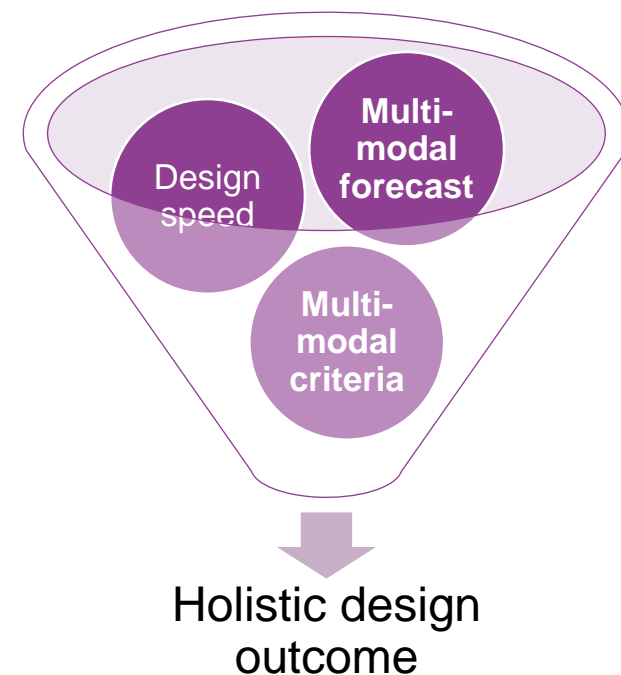 Design
speed
Multi-
modal
forecast
Multi-
modal
criteria
Holistic design
outcome